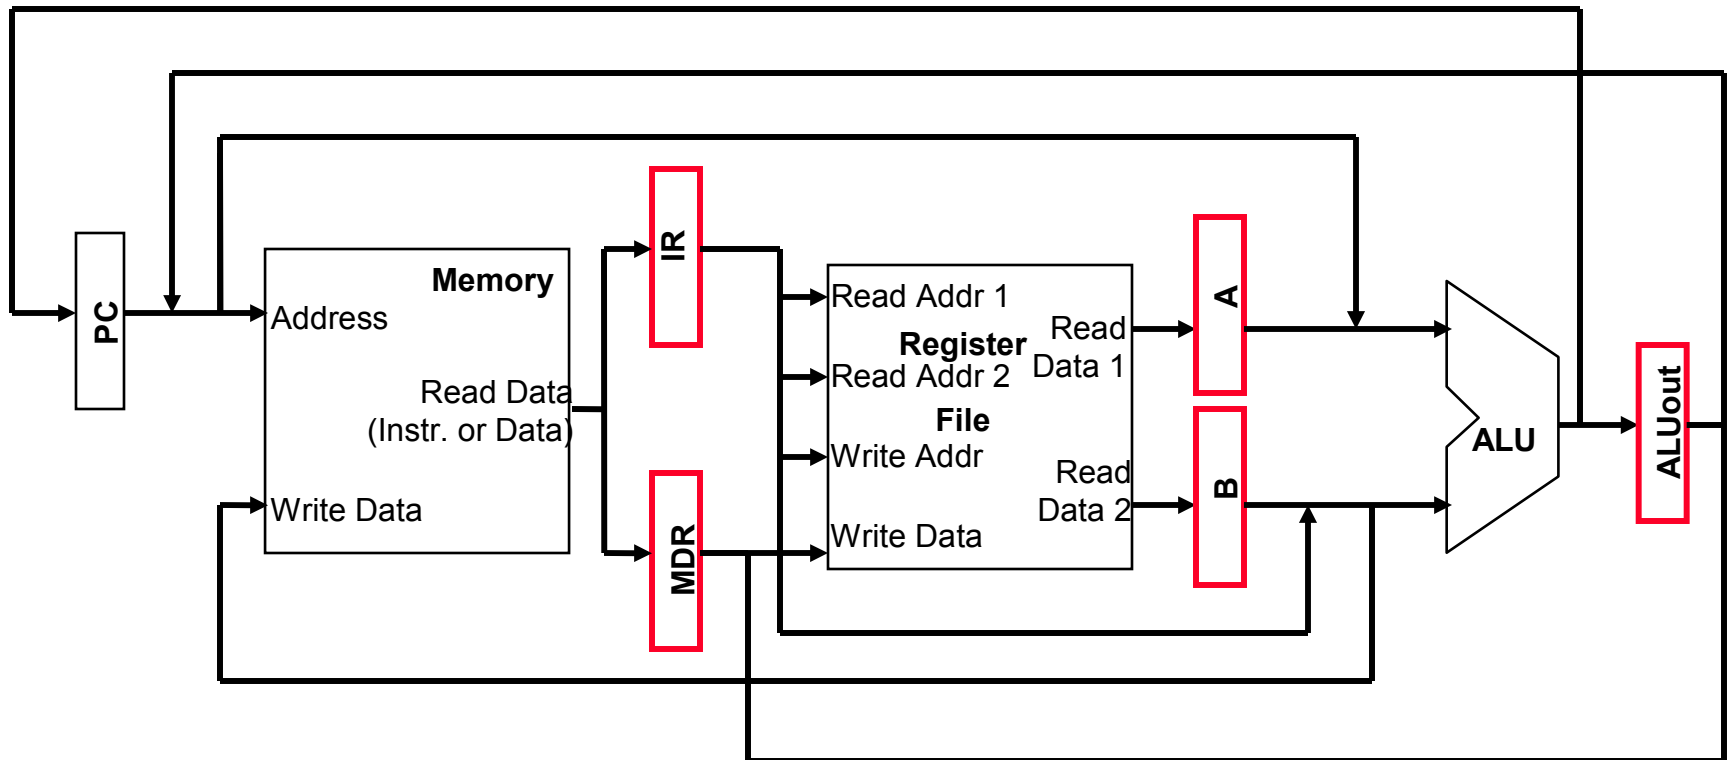 PC
Memory
Address
Read Data
(Instr. or Data)
Write Data
IR
MDR
Read Addr 1
Register
Read Addr 2
File
Write Addr
Write Data
Read
Data 1
Read
Data 2
A
B
ALU
ALUout